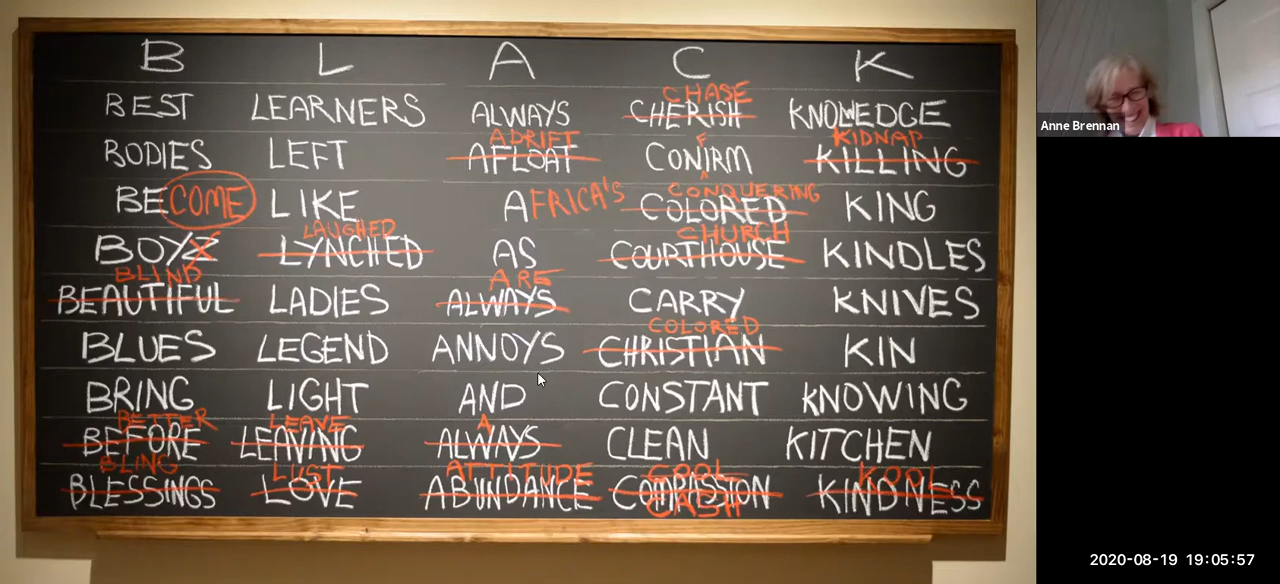 B L A C K
CHASE
BEST LEARNERS ALWAYS CHERISH KNOWLEDGE
ADRIFT F KIDNAP
BODIES LEFT AFLOAT CONIRM KILLING
CONQUERING
BECOME LIKE AFRICA'S COLORED KING
LAUGHED CHURCH
BOYZ LYNCHED AS COURTHOUSE KINDLES
BLIND ARE
BEAUTIFUL LADIES ALWAYS CARRY KNIVES
COLORED
BLUES LEGEND ANNOYS CHRISTIAN KIN
BRING LIGHT AND CONSTANT KNOWING
BETTER LEAVE A
BEFORE LEAVING ALWAYS CLEAN KITCHEN
BLING LUST ATTITUDE COOL KOOL
BLESSINGS LOVE ABUNDANCE COMPASSION KINDNESS
CASH
Anne Brennan
2020-08-19 19:05:57